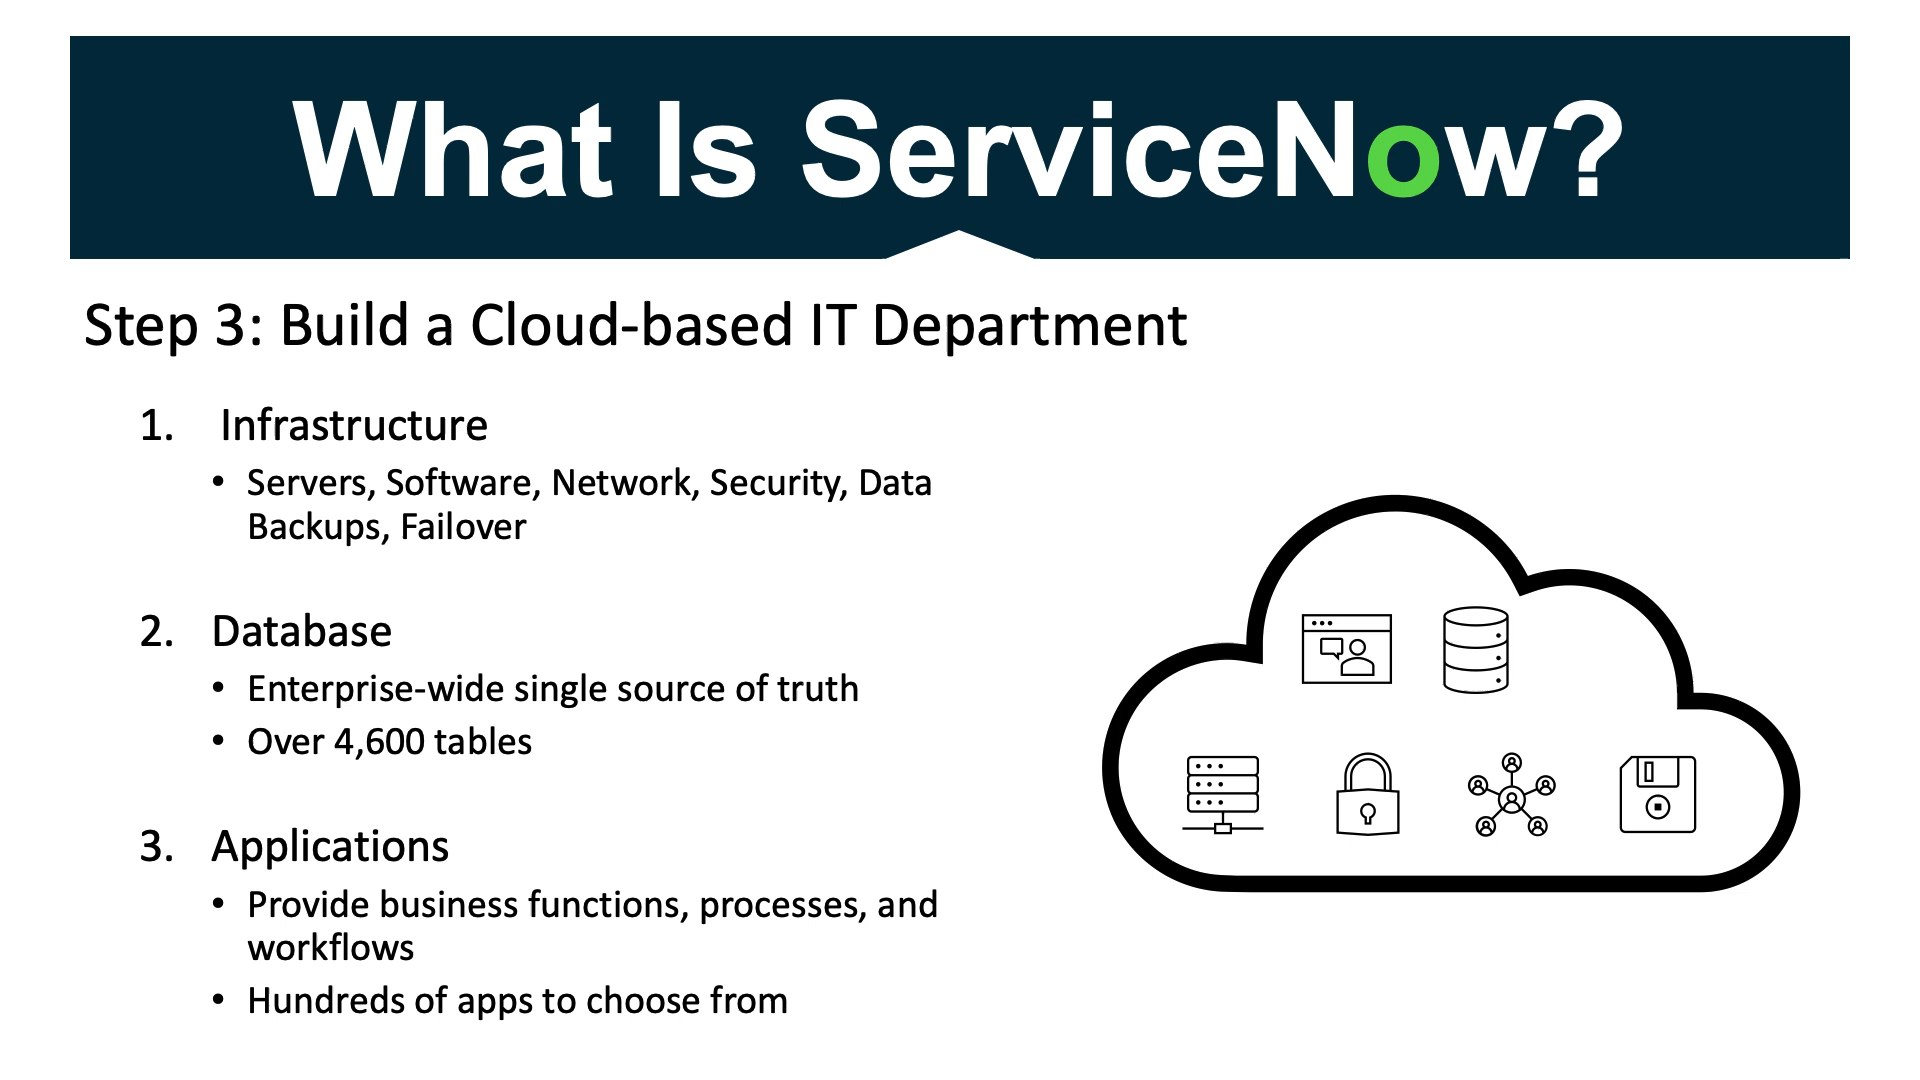 What Is ServiceNow?
Step 3: Build a Cloud-based IT Department
1. Infrastructure
• Servers, Software, Network, Security, Data
Backups, Failover
2. Database
• Enterprise-wide single source of truth
• Over 4,600 tables
3. Applications
• Provide business functions, processes, and
workflows
• Hundreds of apps to choose from